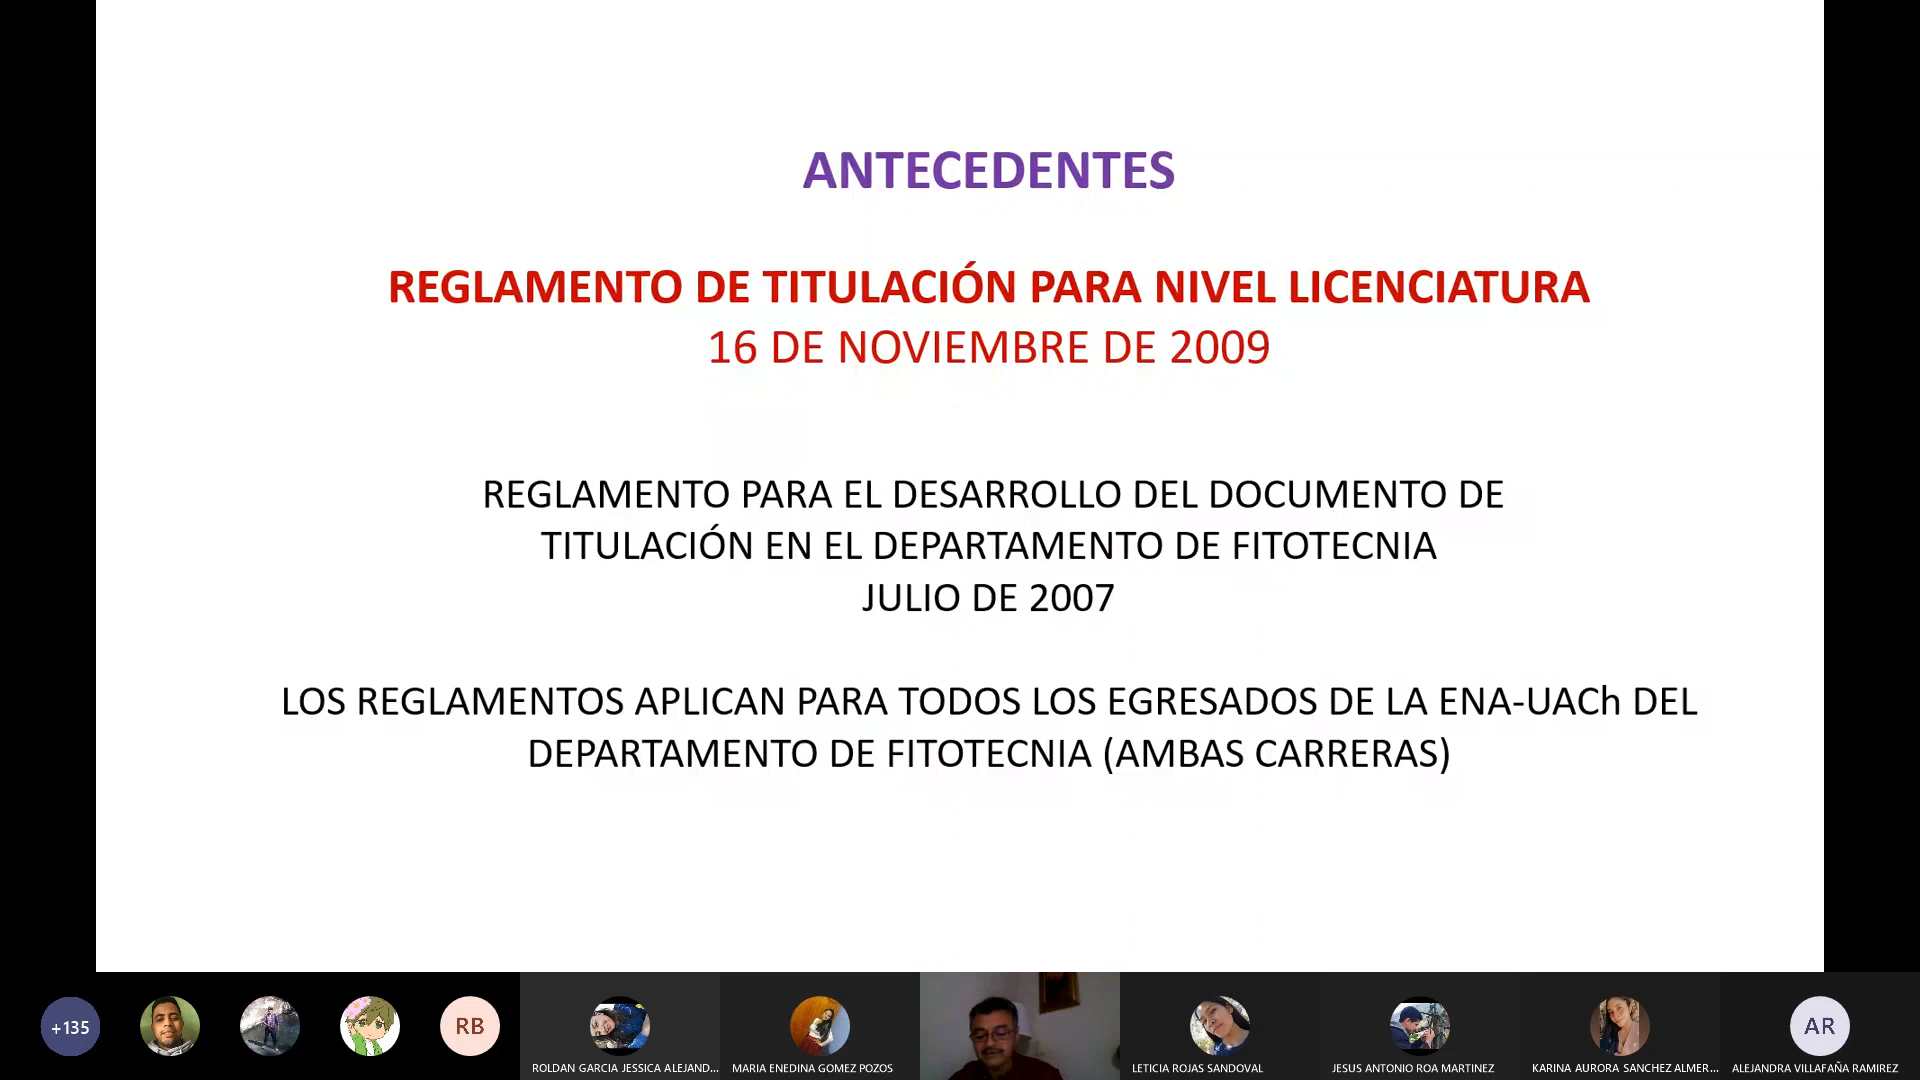 ANTECEDENTES
REGLAMENTO DE TITULACIÓN PARA NIVEL LICENCIATURA
16 DE NOVIEMBRE DE 2009
REGLAMENTO PARA EL DESARROLLO DEL DOCUMENTO DE
TITULACIÓN EN EL DEPARTAMENTO DE FITOTECNIA
JULIO DE 2007
LOS REGLAMENTOS APLICAN PARA TODOS LOS EGRESADOS DE LA ENA-UACh DEL
DEPARTAMENTO DE FITOTECNIA (AMBAS CARRERAS)
+135
RB
AR
ROLDAN GARCIA JESSICA ALEJAND...
MARIA ENEDINA GOMEZ POZOS
LETICIA ROJAS SANDOVAL
JESUS ANTONIO ROA MARTINEZ
KARINA AURORA SANCHEZ ALMER...
ALEJANDRA VILLAFAÑA RAMIREZ